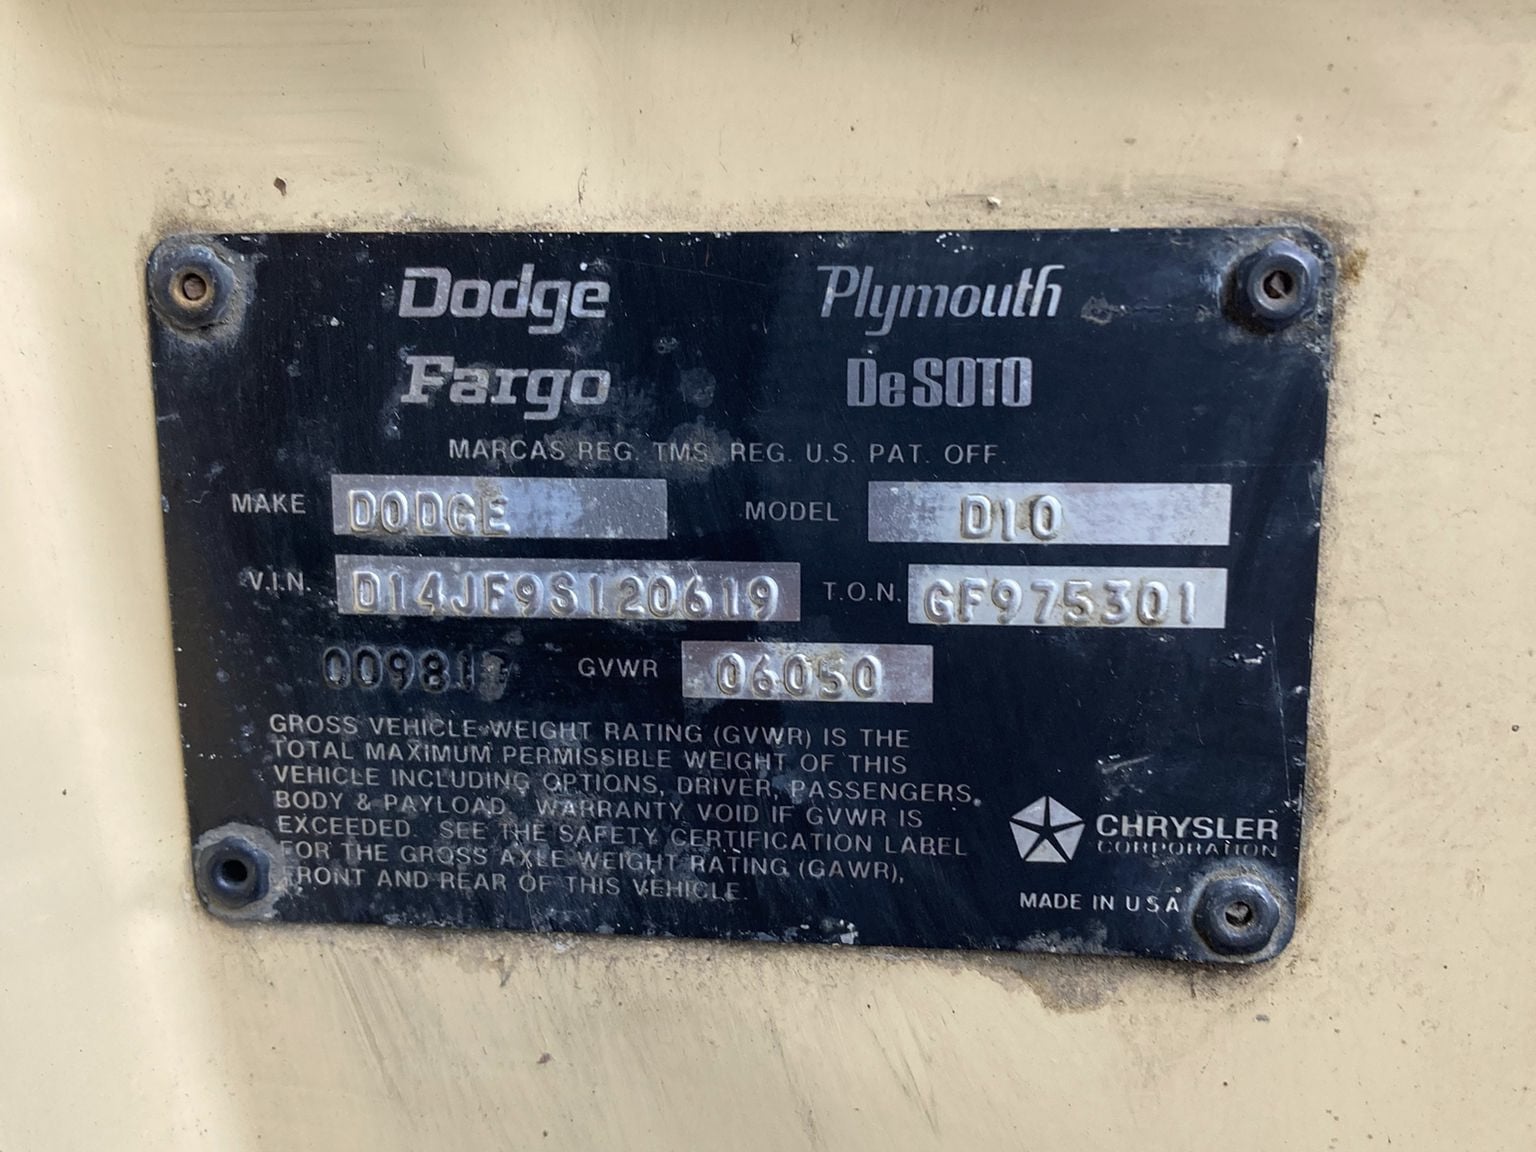 Dodge Plymouth
Fargo De SOTO
MARCAS REG. TMS. REG. U.S. PAT. OFF.
MAKE DODGE MODEL D10
V.I.N. D14JF9S120619 T.O.N. GF975301
GVWR 06050
GROSS VEHICLE WEIGHT RATING (GVWR) IS THE
TOTAL MAXIMUM PERMISSIBLE WEIGHT OF THIS
VEHICLE INCLUDING OPTIONS, DRIVER, PASSENGERS,
BODY & PAYLOAD. WARRANTY VOID IF GVWR IS
EXCEEDED. SEE THE SAFETY CERTIFICATION LABEL
FOR THE GROSS AXLE WEIGHT RATING (GAWR),
FRONT AND REAR OF THIS VEHICLE.
CHRYSLER
CORPORATION
MADE IN U S A